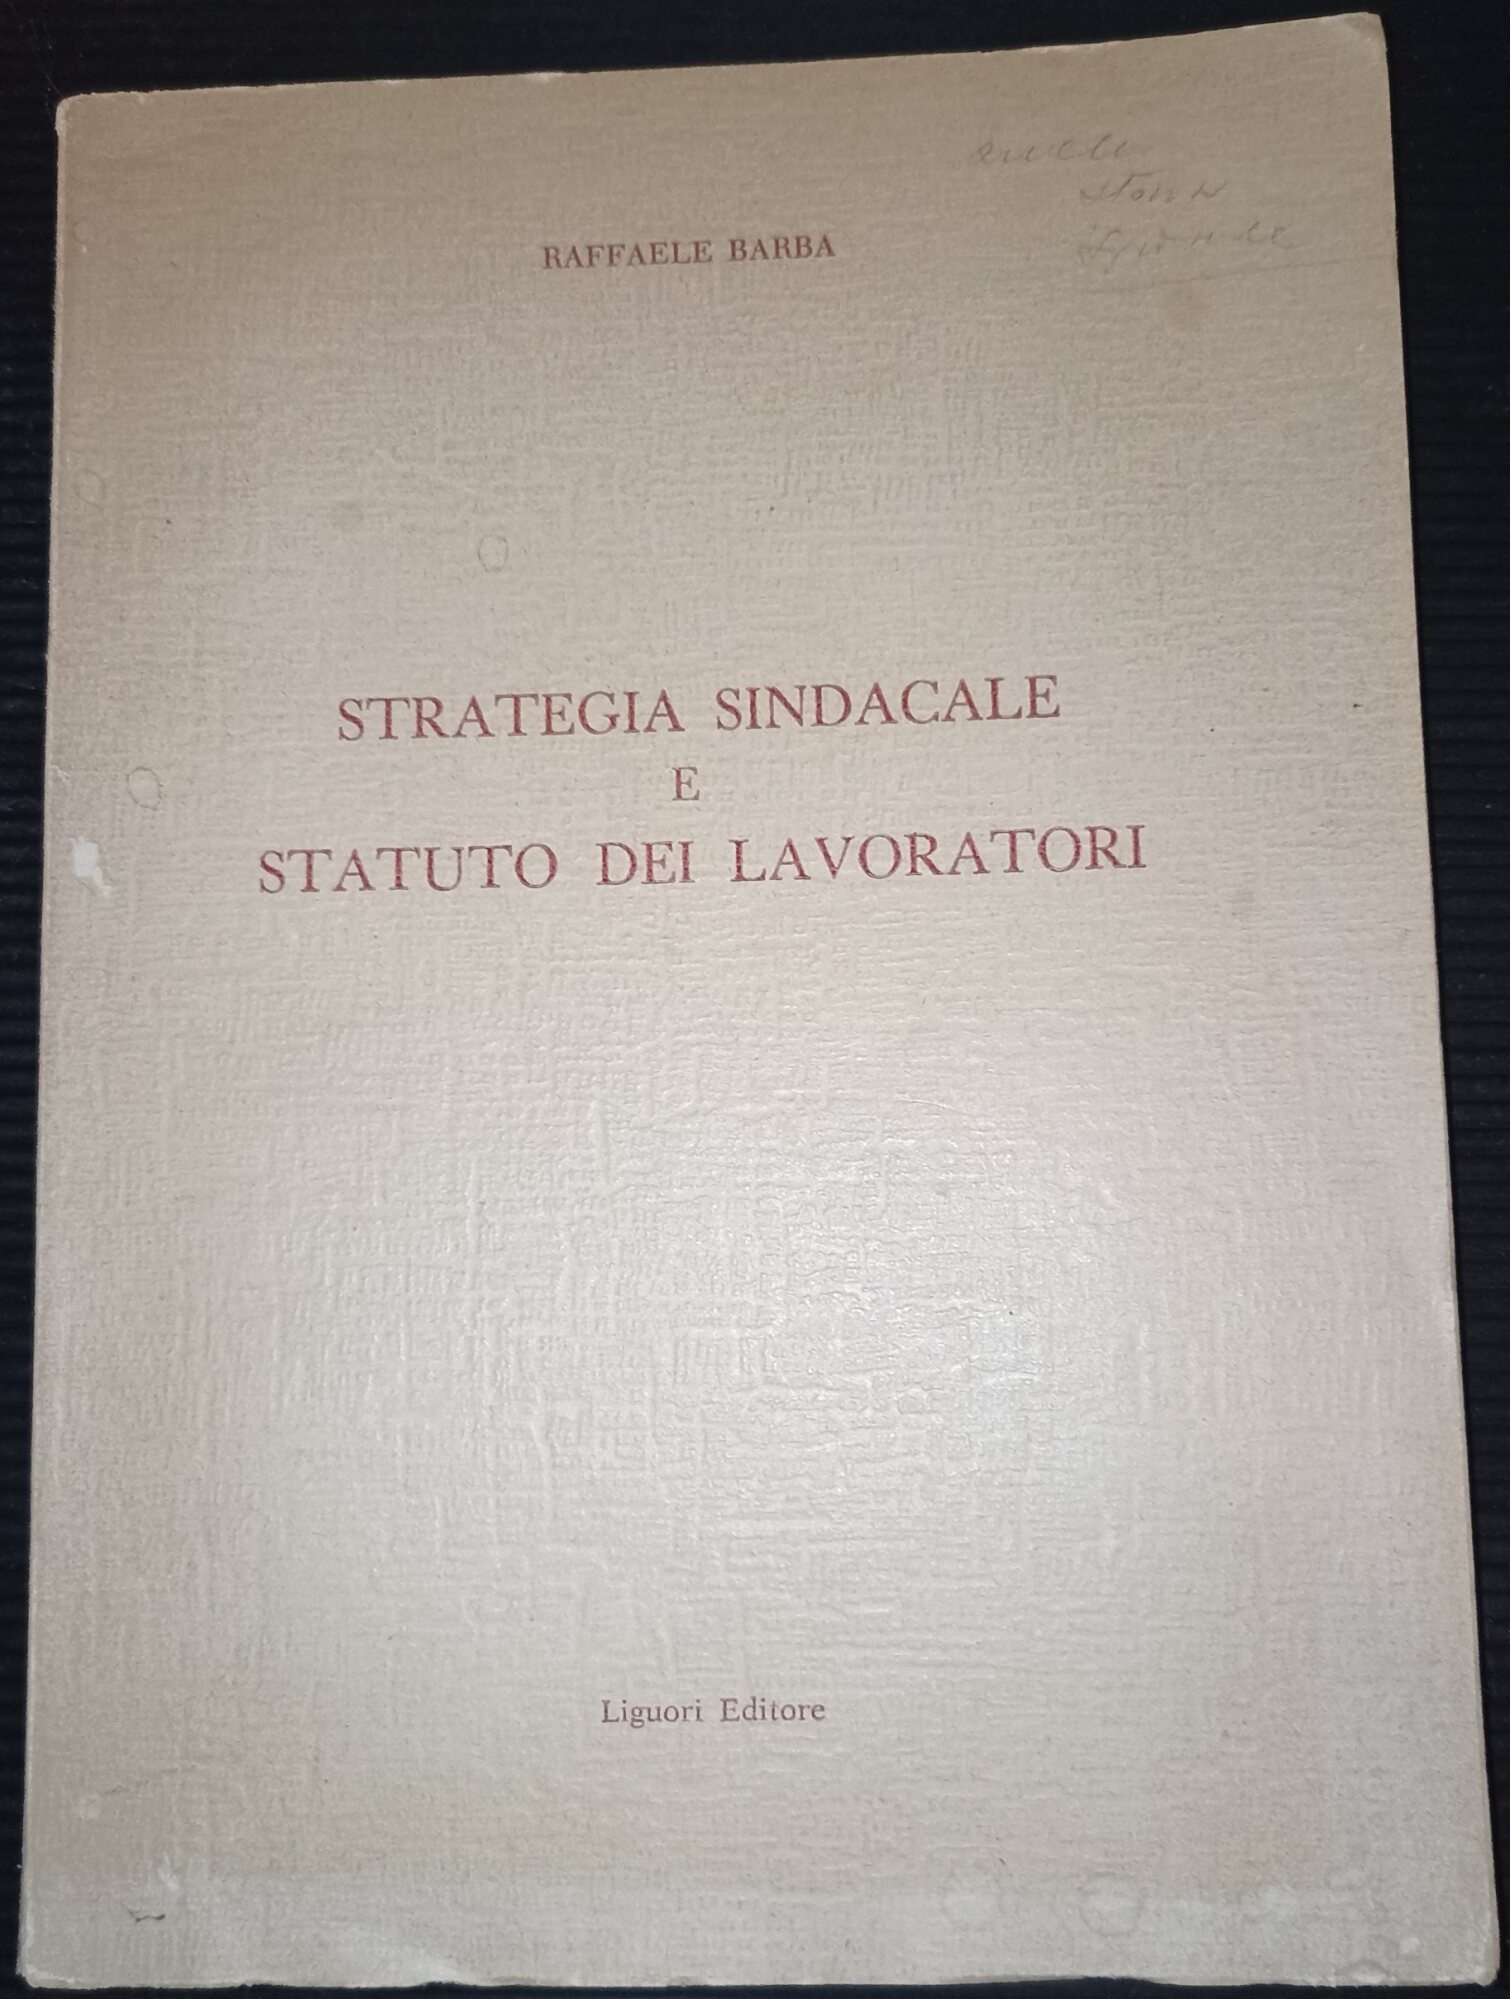 RAFFAELE BARBA
STRATEGIA SINDACALE
E
STATUTO DEI LAVORATORI
Liguori Editore